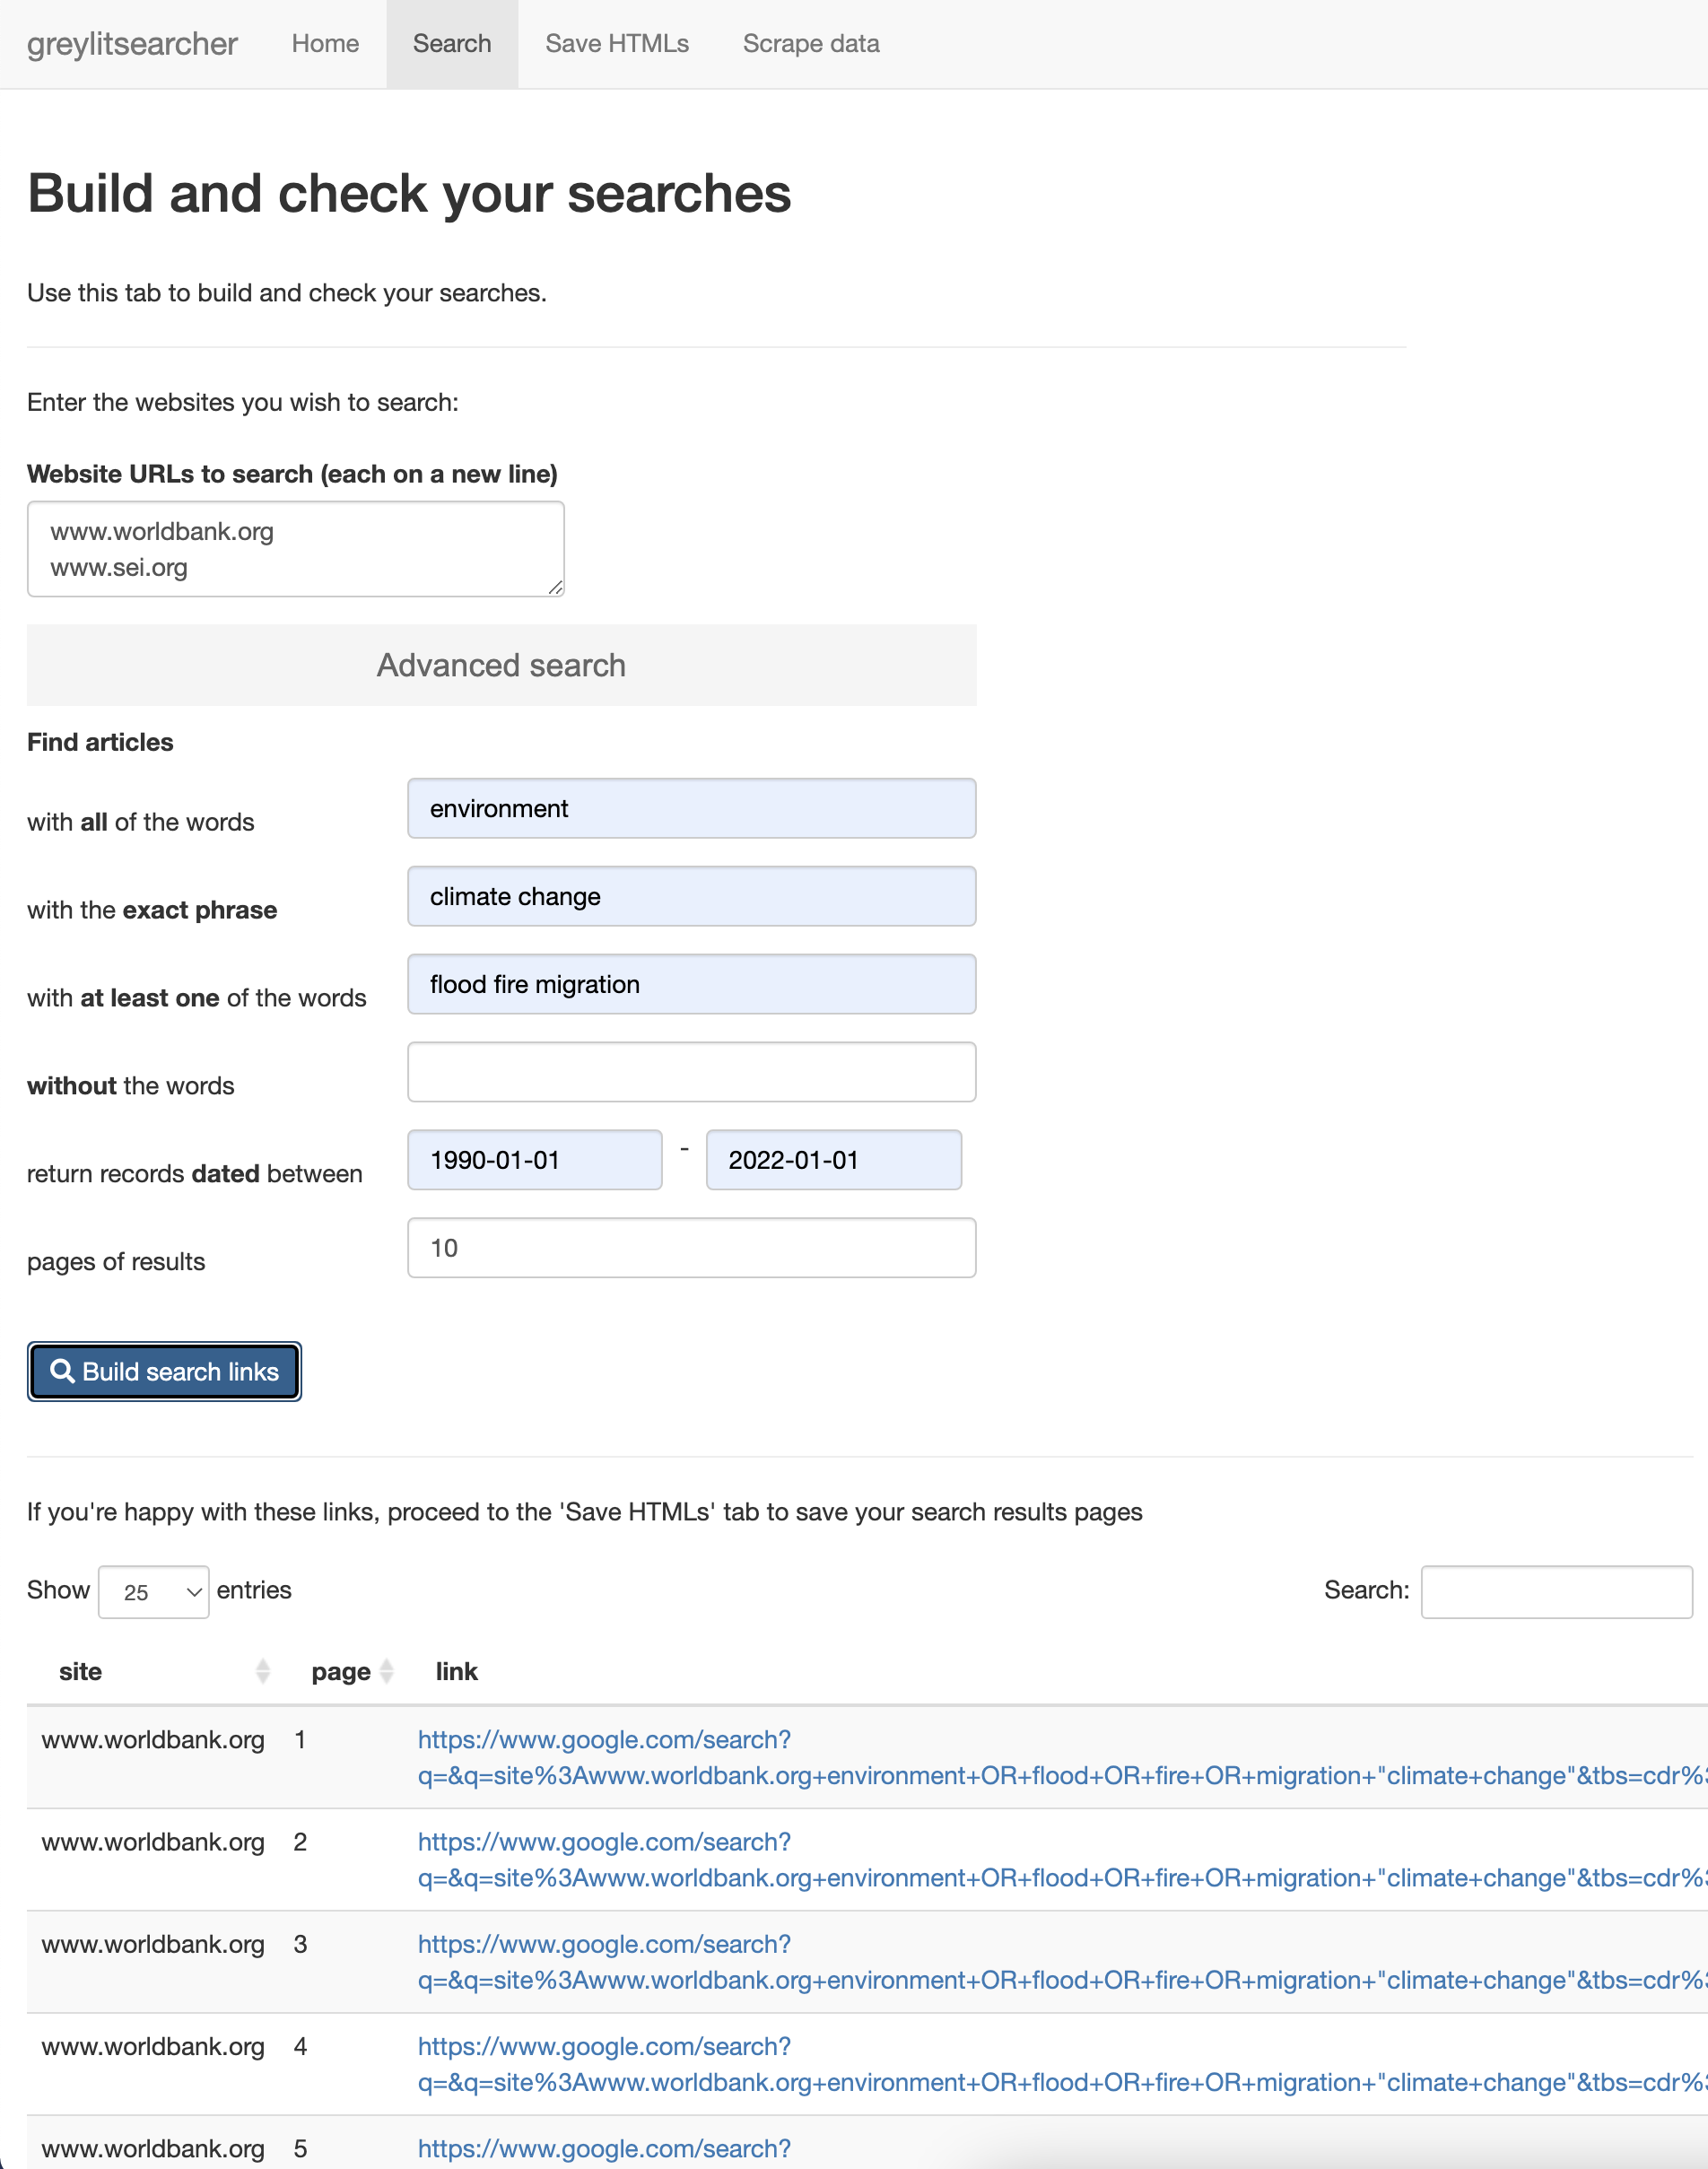 greylitsearcher Home Search Save HTMLs Scrape data
Build and check your searches
Use this tab to build and check your searches.
Enter the websites you wish to search:
Website URLs to search (each on a new line)
www.worldbank.org
www.sei.org
Advanced search
Find articles
with all of the words environment
with the exact phrase climate change
with at least one of the words flood fire migration
without the words
return records dated between 1990-01-01 - 2022-01-01
pages of results 10
Build search links
If you're happy with these links, proceed to the 'Save HTMLs' tab to save your search results pages
Show 25 entries Search:
site page link
www.worldbank.org 1 https://www.google.com/search?
q=&q=site%3Awww.worldbank.org+environment+OR+flood+OR+fire+OR+migration+"climate+change"&tbs=cdr%3
www.worldbank.org 2 https://www.google.com/search?
q=&q=site%3Awww.worldbank.org+environment+OR+flood+OR+fire+OR+migration+"climate+change"&tbs=cdr%3
www.worldbank.org 3 https://www.google.com/search?
q=&q=site%3Awww.worldbank.org+environment+OR+flood+OR+fire+OR+migration+"climate+change"&tbs=cdr%3
www.worldbank.org 4 https://www.google.com/search?
q=&q=site%3Awww.worldbank.org+environment+OR+flood+OR+fire+OR+migration+"climate+change"&tbs=cdr%3
www.worldbank.org 5 https://www.google.com/search?